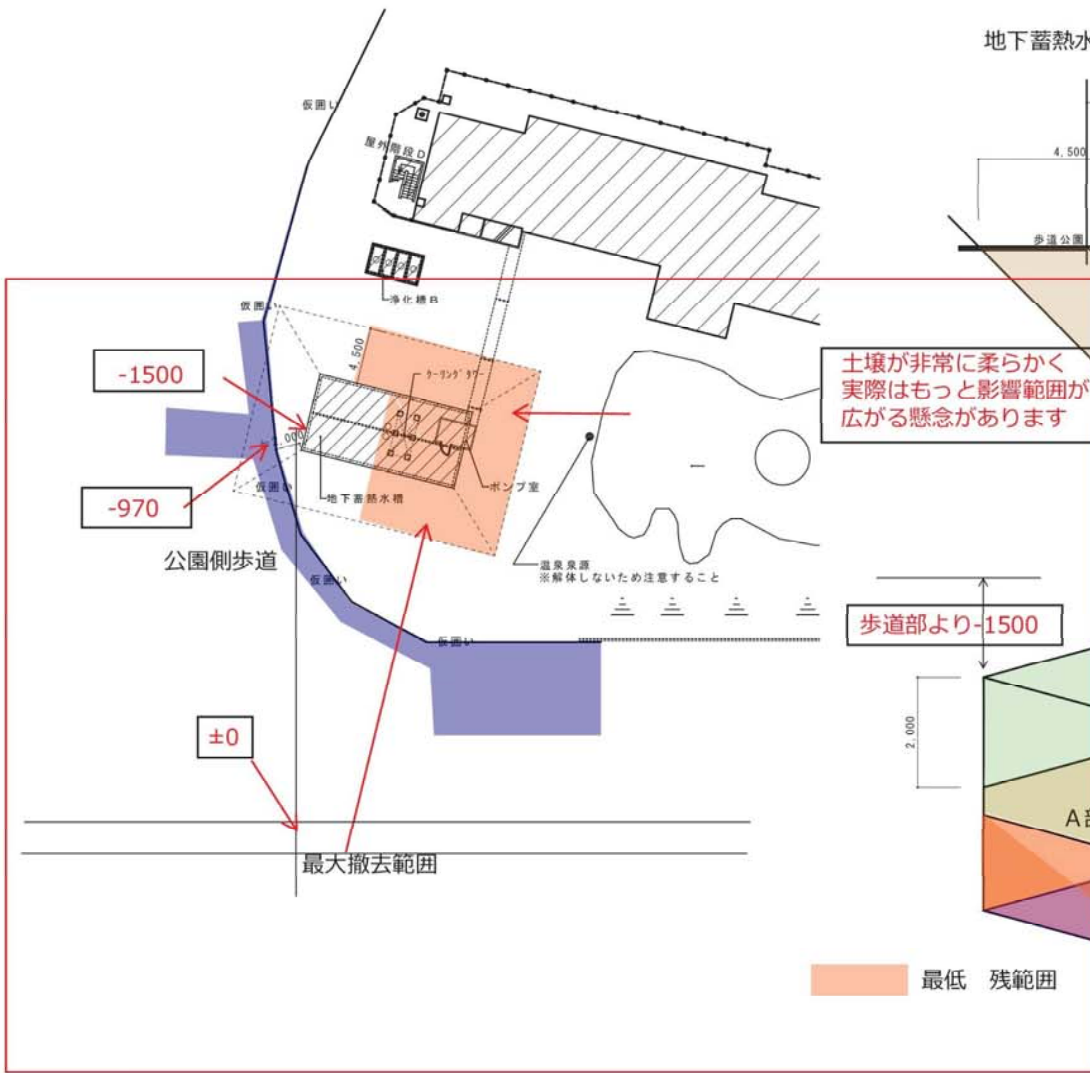 地下蓄熱水
仮囲い
屋外階段D
4,500
歩道公園
浄化槽B
仮囲い
4,500
クーリングタワー
-1500
土壌が非常に柔らかく
実際はもっと影響範囲が
広がる懸念があります
-970
仮囲い
地下蓄熱水槽
ポンプ室
公園側歩道
温泉泉源
※解体しないため注意すること
仮囲い
歩道部より-1500
仮囲い
2,000
±0
A部
最大撤去範囲
最低 残範囲